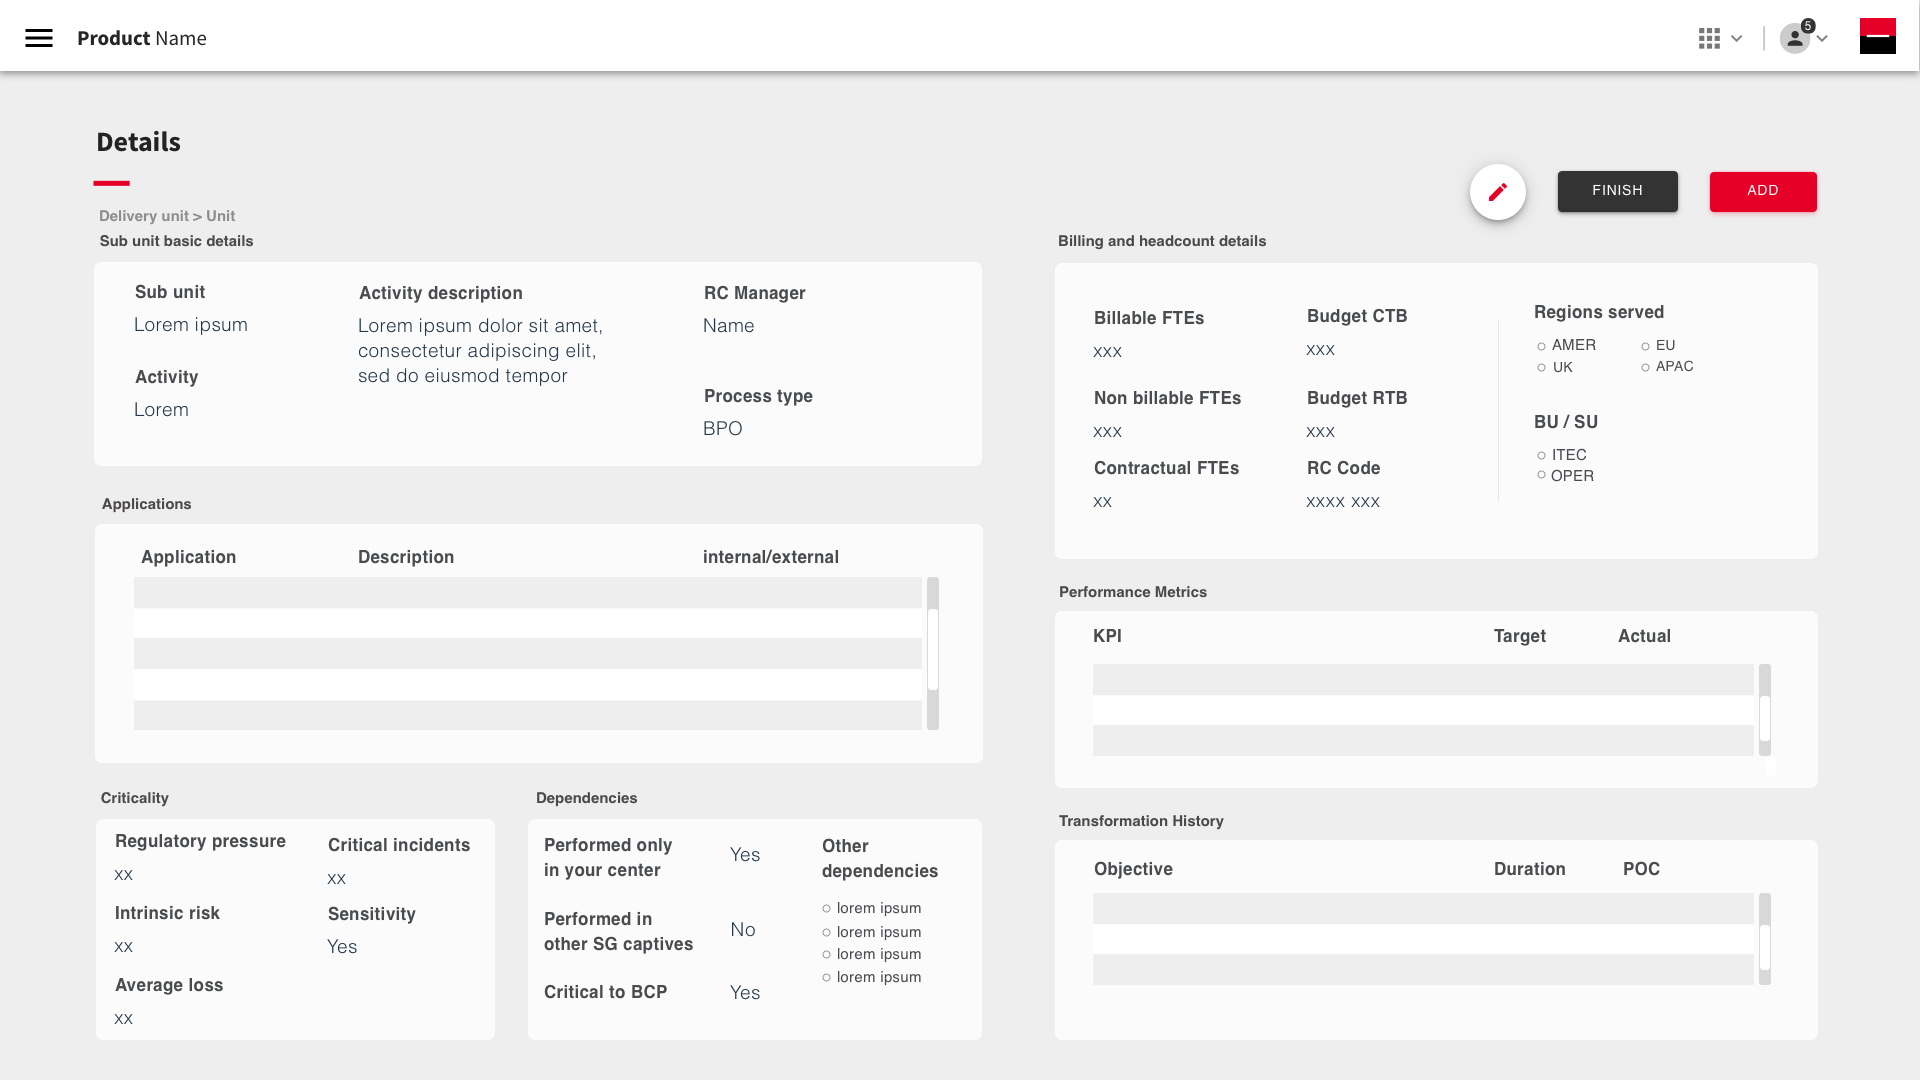 Product Name
5
Details
FINISH
ADD
Delivery unit > Unit
Sub unit basic details
Sub unit
Lorem ipsum
Activity
Lorem
Activity description
Lorem ipsum dolor sit amet,
consectetur adipiscing elit,
sed do eiusmod tempor
RC Manager
Name
Process type
BPO
Applications
Application
Description
internal/external
Criticality
Regulatory pressure
xx
Intrinsic risk
xx
Average loss
xx
Critical incidents
xx
Sensitivity
Yes
Dependencies
Performed only
in your center
Yes
Performed in
other SG captives
No
Critical to BCP
Yes
Other
dependencies
lorem ipsum
lorem ipsum
lorem ipsum
lorem ipsum
Billing and headcount details
Billable FTEs
xxx
Non billable FTEs
xxx
Contractual FTEs
xx
Budget CTB
xxx
Budget RTB
xxx
RC Code
xxxx xxx
Regions served
AMER
EU
UK
APAC
BU / SU
ITEC
OPER
Performance Metrics
KPI
Target
Actual
Transformation History
Objective
Duration
POC